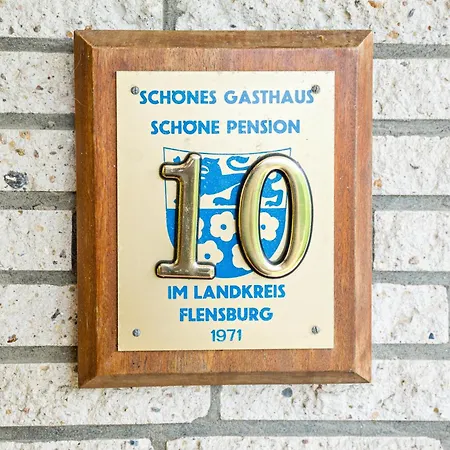 SCHÖNES GASTHAUS
SCHÖNE PENSION
10
IM LANDKREIS
FLENSBURG
1971